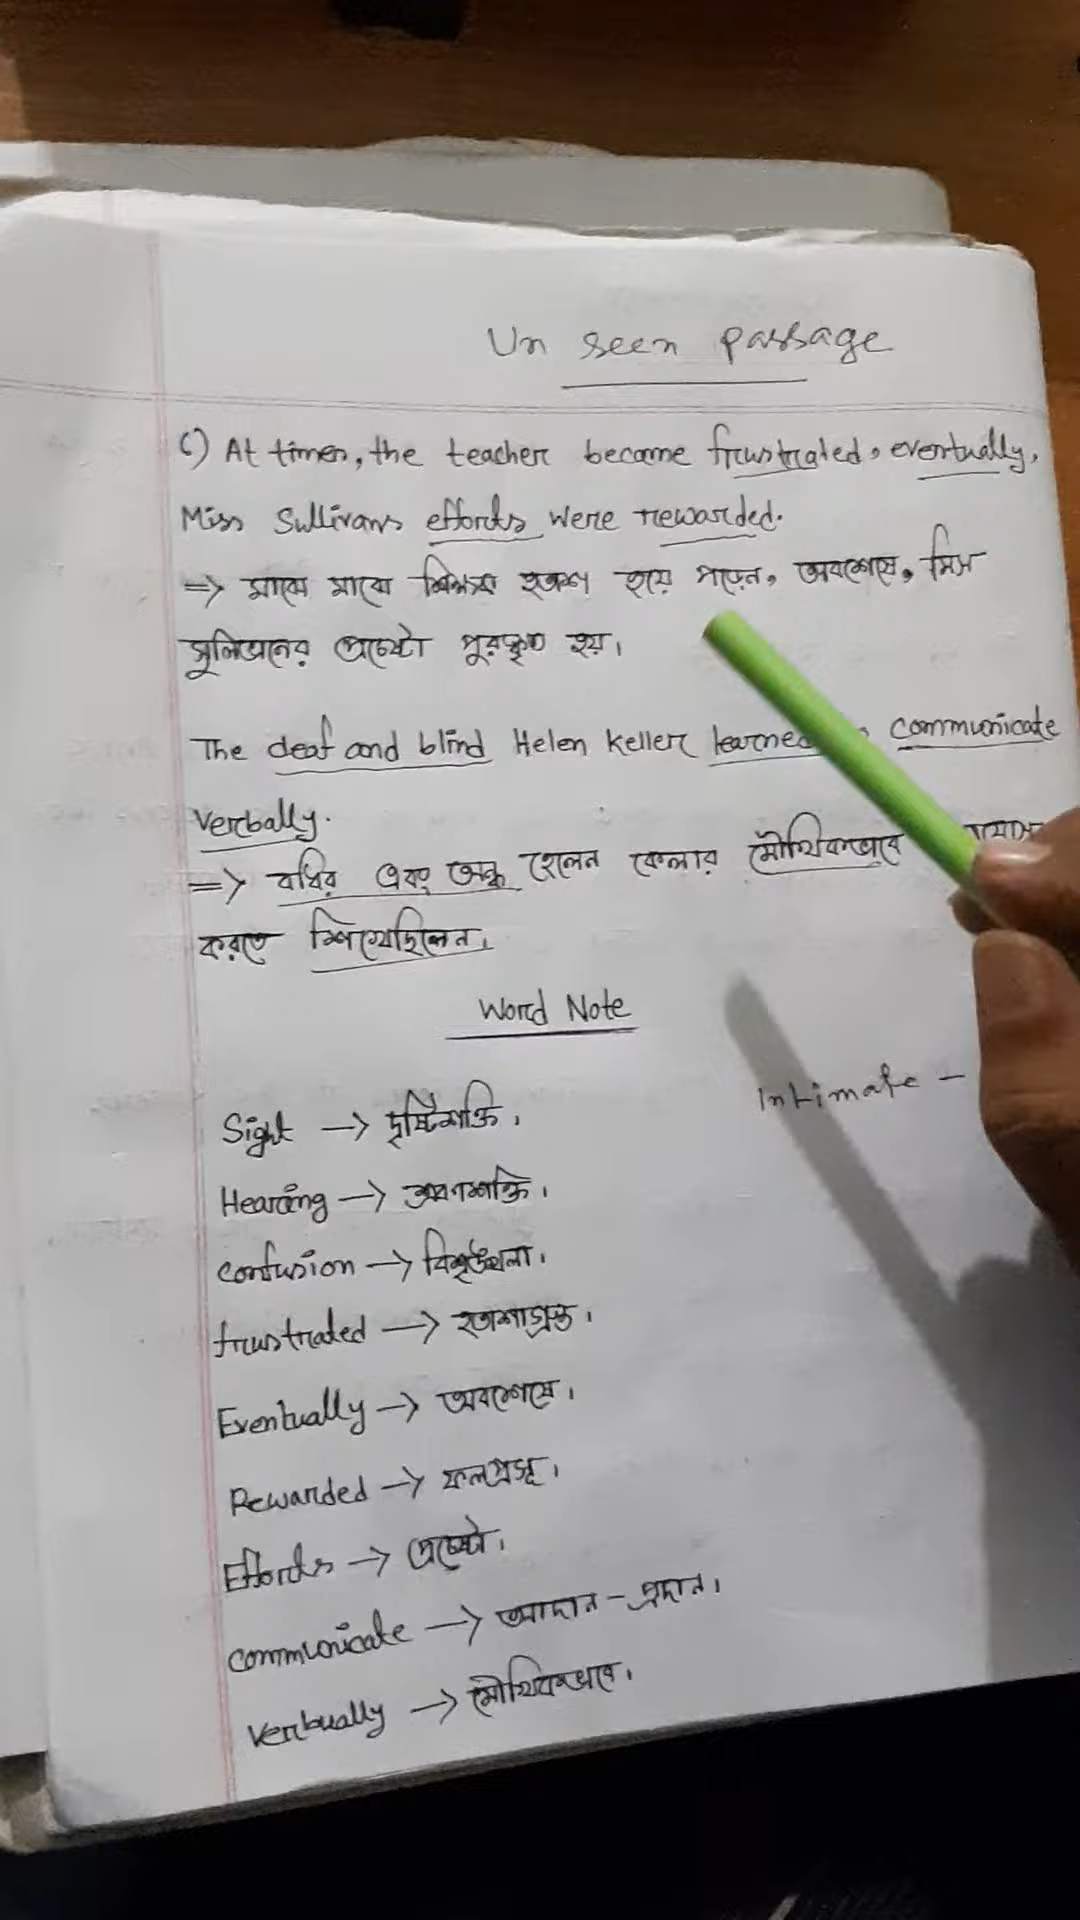 Un seen passage
C) At times, the teacher became frustrated, eventually,
Miss Sullivans efforts were rewarded.
=> মাঝে মাঝে শিক্ষক হতাশ হয়ে পড়েন, অবশেষে, মিস
সুলিভানের প্রচেষ্টা পুরস্কৃত হয়।
The deaf and blind Helen Keller learned communicate
verbally.
=> বধির এবং অন্ধ হেলেন কেলার মৌখিকভাবে
করতে শিখেছিলেন।
Word Note
Sight -> দৃষ্টিশক্তি।
Intimate -
Hearing -> শ্রবণশক্তি।
confusion -> বিশৃঙ্খলা।
frustrated -> হতাশাগ্রস্ত।
Eventually -> অবশেষে।
Rewarded -> ফলপ্রসূ।
Efforts -> প্রচেষ্টা।
communicate -> আদান-প্রদান।
Verbually -> মৌখিকভাবে।